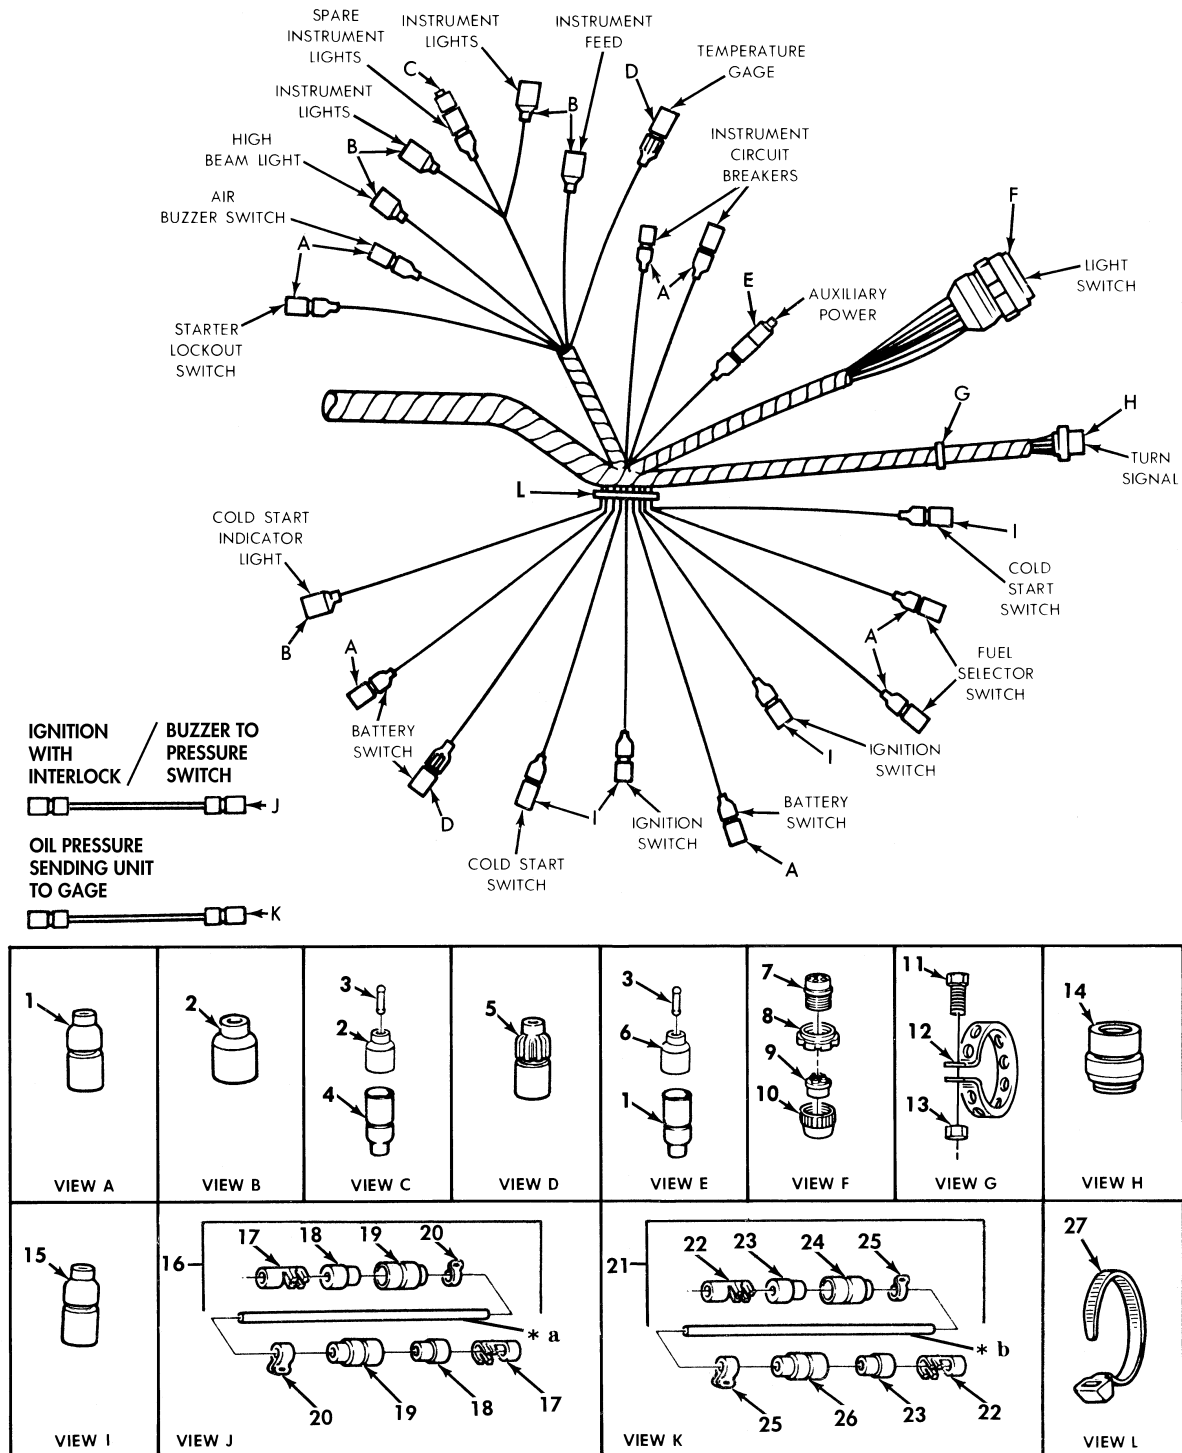 SPARE
INSTRUMENT
LIGHTS
INSTRUMENT
LIGHTS
INSTRUMENT
FEED
TEMPERATURE
GAGE
C
D
B
INSTRUMENT
LIGHTS
INSTRUMENT
CIRCUIT
BREAKERS
HIGH
BEAM LIGHT
B
AIR
BUZZER SWITCH
F
A
A
E
LIGHT
SWITCH
AUXILIARY
POWER
STARTER
LOCKOUT
SWITCH
G
H
TURN
SIGNAL
L
COLD START
INDICATOR
LIGHT
I
COLD
START
SWITCH
B
A
A
FUEL
SELECTOR
SWITCH
IGNITION
WITH
INTERLOCK
/
BUZZER TO
PRESSURE
SWITCH
BATTERY
SWITCH
I
IGNITION
SWITCH
J
D
I
IGNITION
SWITCH
BATTERY
SWITCH
OIL PRESSURE
SENDING UNIT
TO GAGE
COLD START
SWITCH
A
K
1
VIEW A
2
VIEW B
3
2
4
VIEW C
5
VIEW D
3
6
1
VIEW E
7
8
9
10
VIEW F
11
12
13
VIEW G
14
VIEW H
15
VIEW I
16
17
18
19
20
* a
20
19
18
17
VIEW J
21
22
23
24
25
* b
25
26
23
22
VIEW K
27
VIEW L